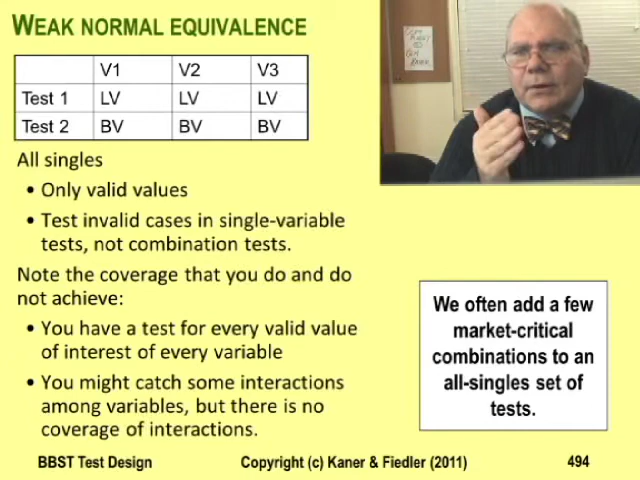 WEAK NORMAL EQUIVALENCE
V1 V2 V3
Test 1 LV LV LV
Test 2 BV BV BV
All singles
• Only valid values
• Test invalid cases in single-variable
tests, not combination tests.
Note the coverage that you do and do
not achieve:
• You have a test for every valid value
of interest of every variable
• You might catch some interactions
among variables, but there is no
coverage of interactions.
We often add a few
market-critical
combinations to an
all-singles set of
tests.
BBST Test Design Copyright (c) Kaner & Fiedler (2011) 494